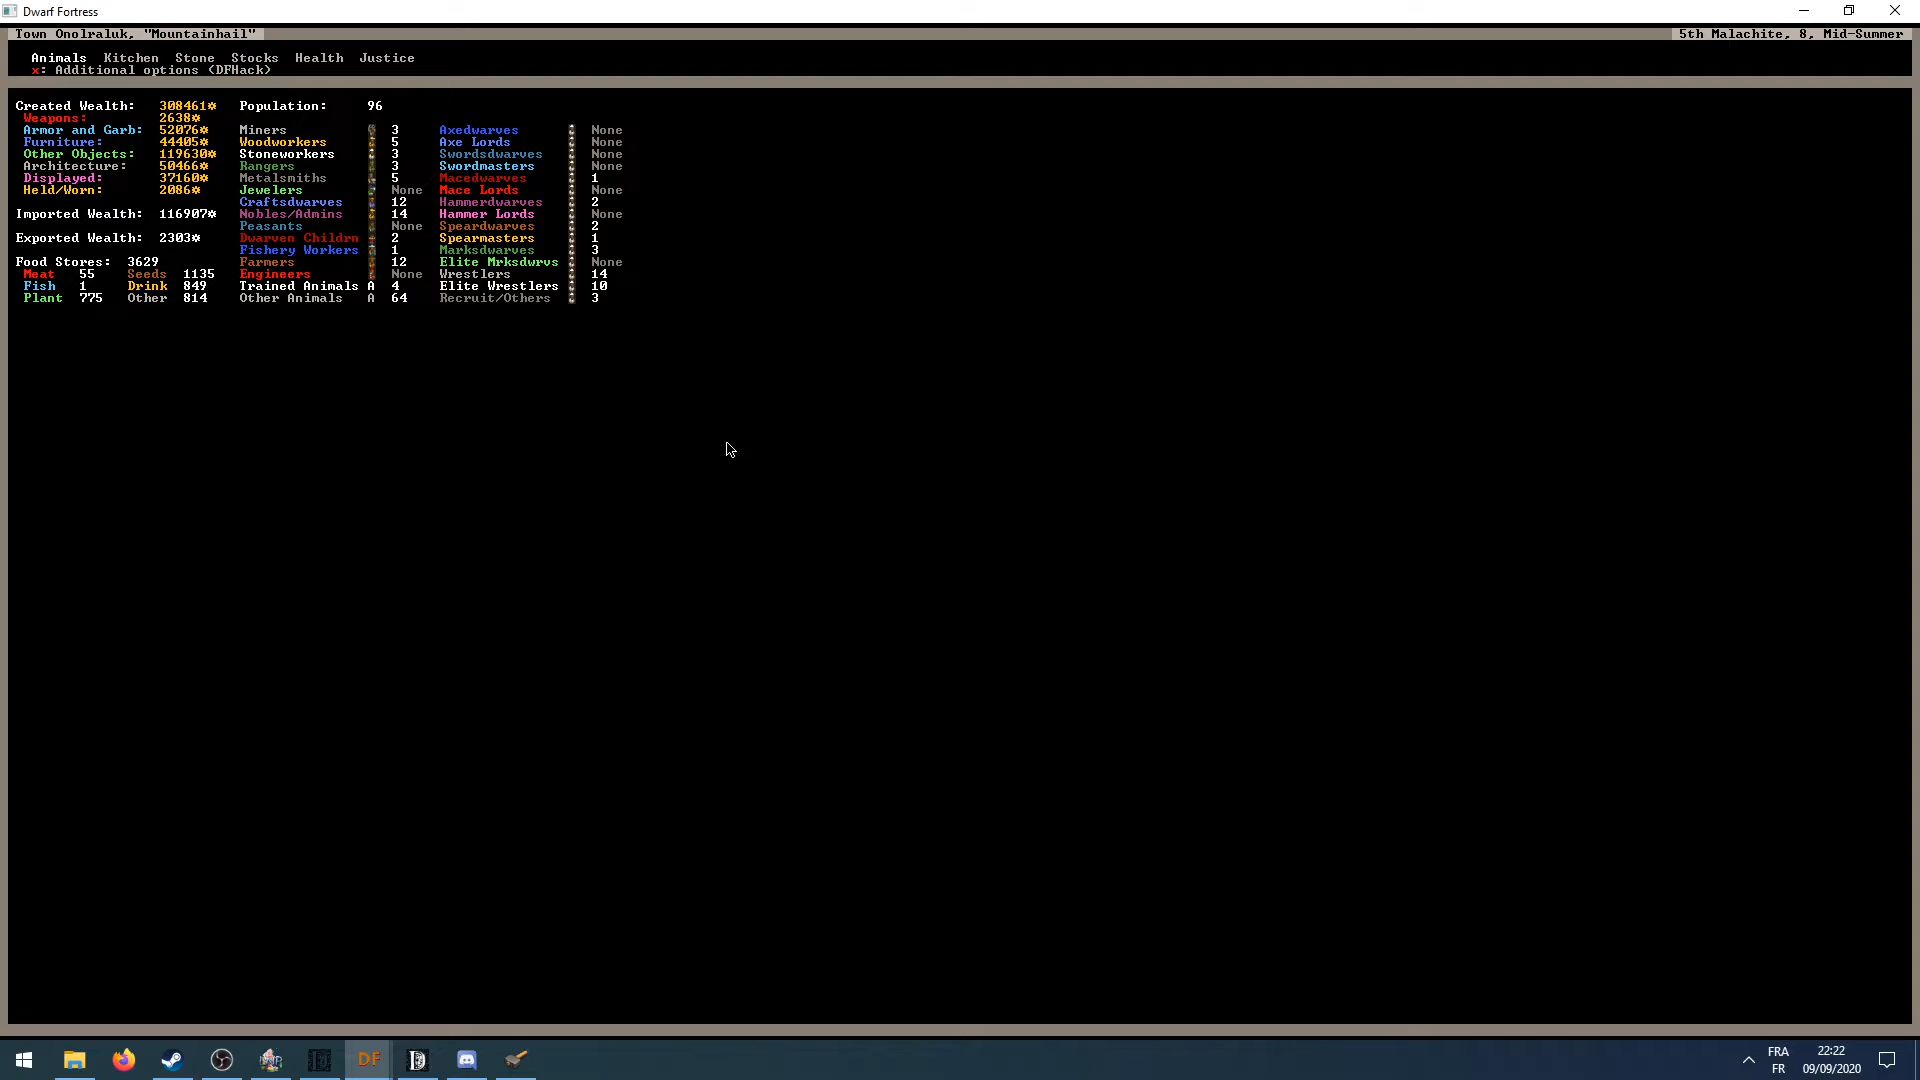 Dwarf Fortress
Town Onolraluk, "Mountainhail" 5th Malachite, 8, Mid-Summer
Animals Kitchen Stone Stocks Health Justice
x: Additional options (DFHack)
Created Wealth: 308461☼ Population: 96
Weapons: 2638☼
Armor and Garb: 52076☼ Miners 3 Axedwarves None
Furniture: 44405☼ Woodworkers 5 Axe Lords None
Other Objects: 119630☼ Stoneworkers 3 Swordsdwarves None
Architecture: 50466☼ Rangers 3 Swordmasters None
Displayed: 37160☼ Metalsmiths 5 Macedwarves 1
Held/Worn: 2086☼ Jewelers None Mace Lords None
Craftsdwarves 12 Hammerdwarves 2
Imported Wealth: 116907☼ Nobles/Admins 14 Hammer Lords None
Peasants None Speardwarves 2
Exported Wealth: 2303☼ Dwarven Childrn 2 Spearmasters 1
Fishery Workers 1 Marksdwarves 3
Food Stores: 3629 Farmers 12 Elite Mrksdwrvs None
Meat 55 Seeds 1135 Engineers None Wrestlers 14
Fish 1 Drink 849 Trained Animals A 4 Elite Wrestlers 10
Plant 775 Other 814 Other Animals A 64 Recruit/Others 3
DF D FRA 22:22
FR 09/09/2020